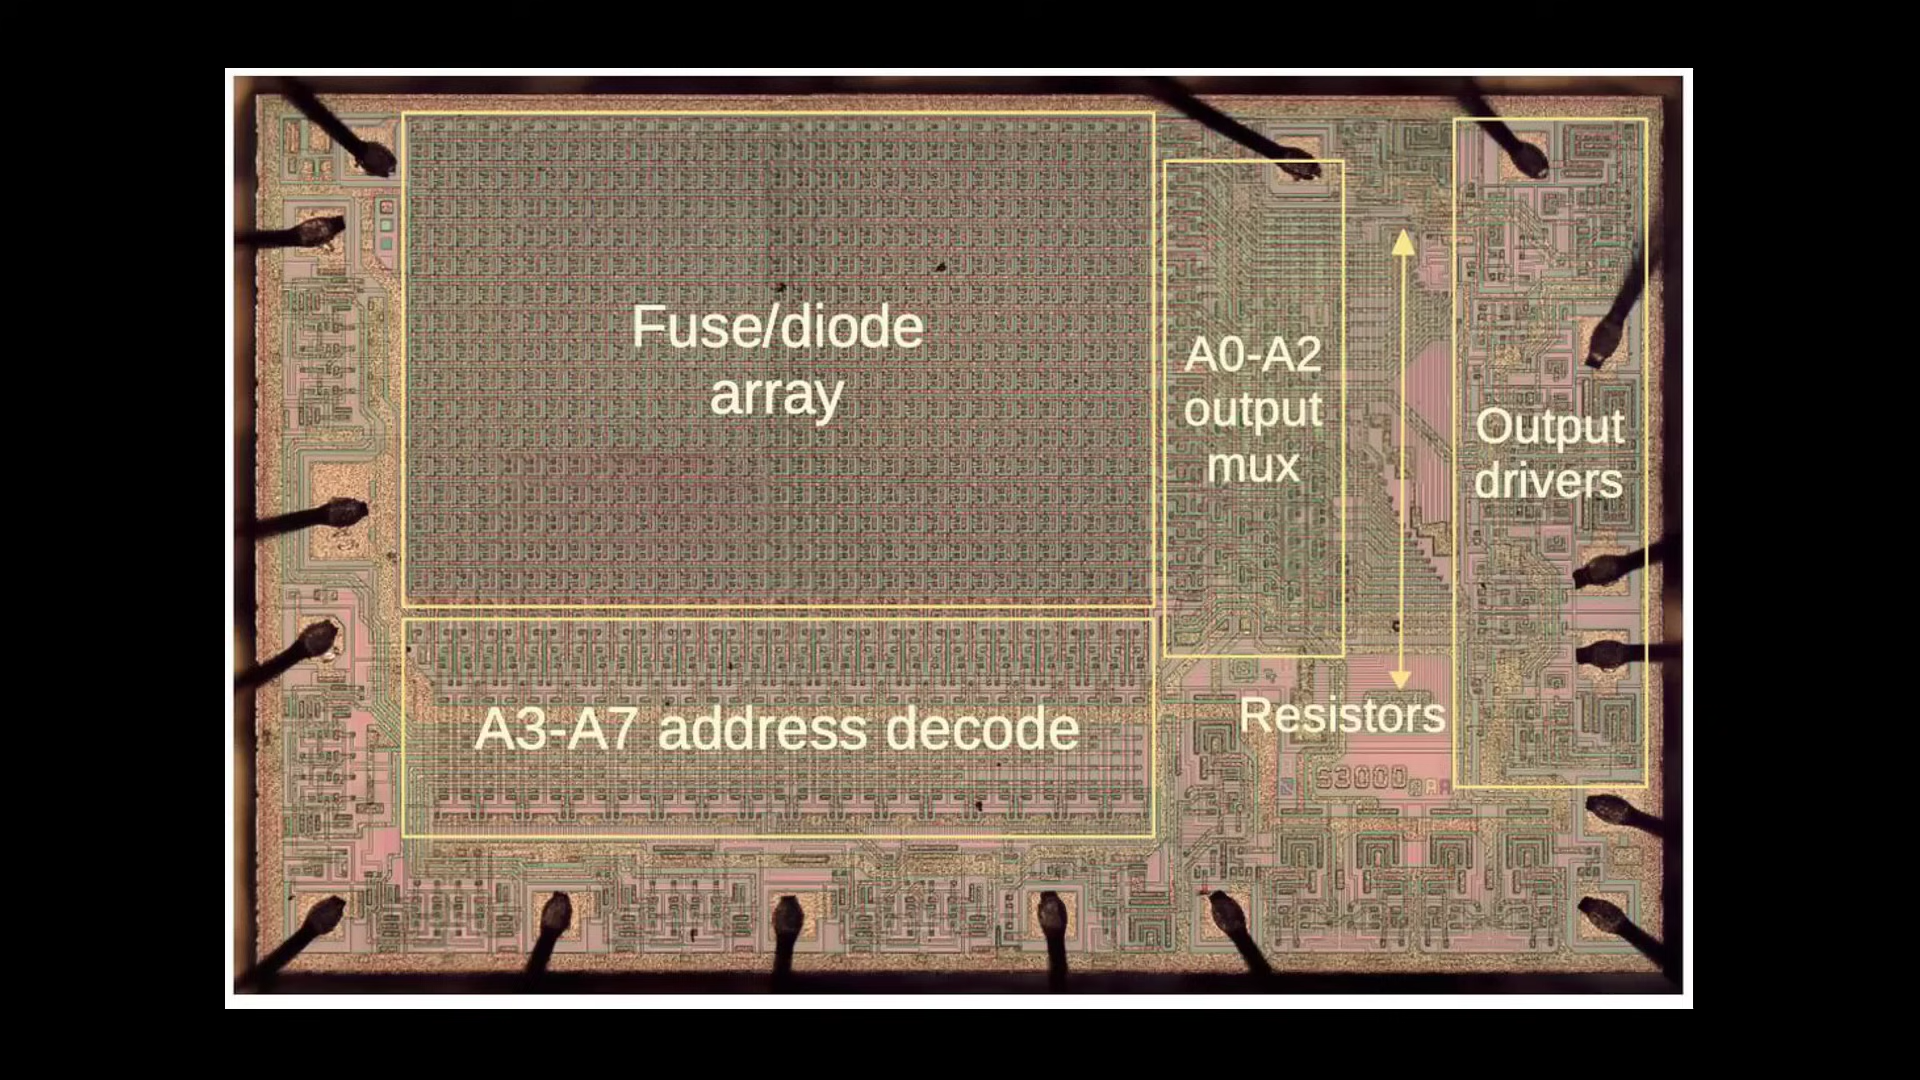 Fuse/diode
array
A0-A2
output
mux
Output
drivers
A3-A7 address decode
Resistors
S3000